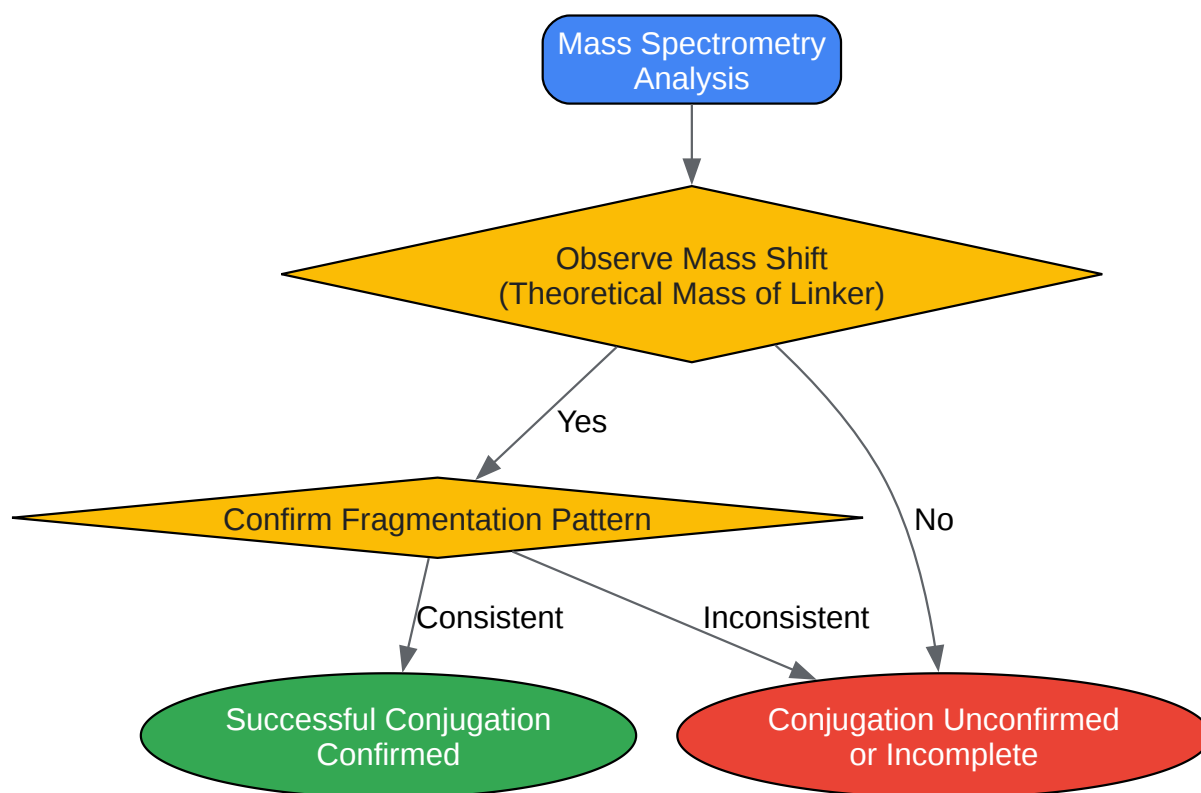 Mass Spectrometry
Analysis
Observe Mass Shift
(Theoretical Mass of Linker)
Yes
Confirm Fragmentation Pattern
No
Consistent
Inconsistent
Successful Conjugation
Confirmed
Conjugation Unconfirmed
or Incomplete